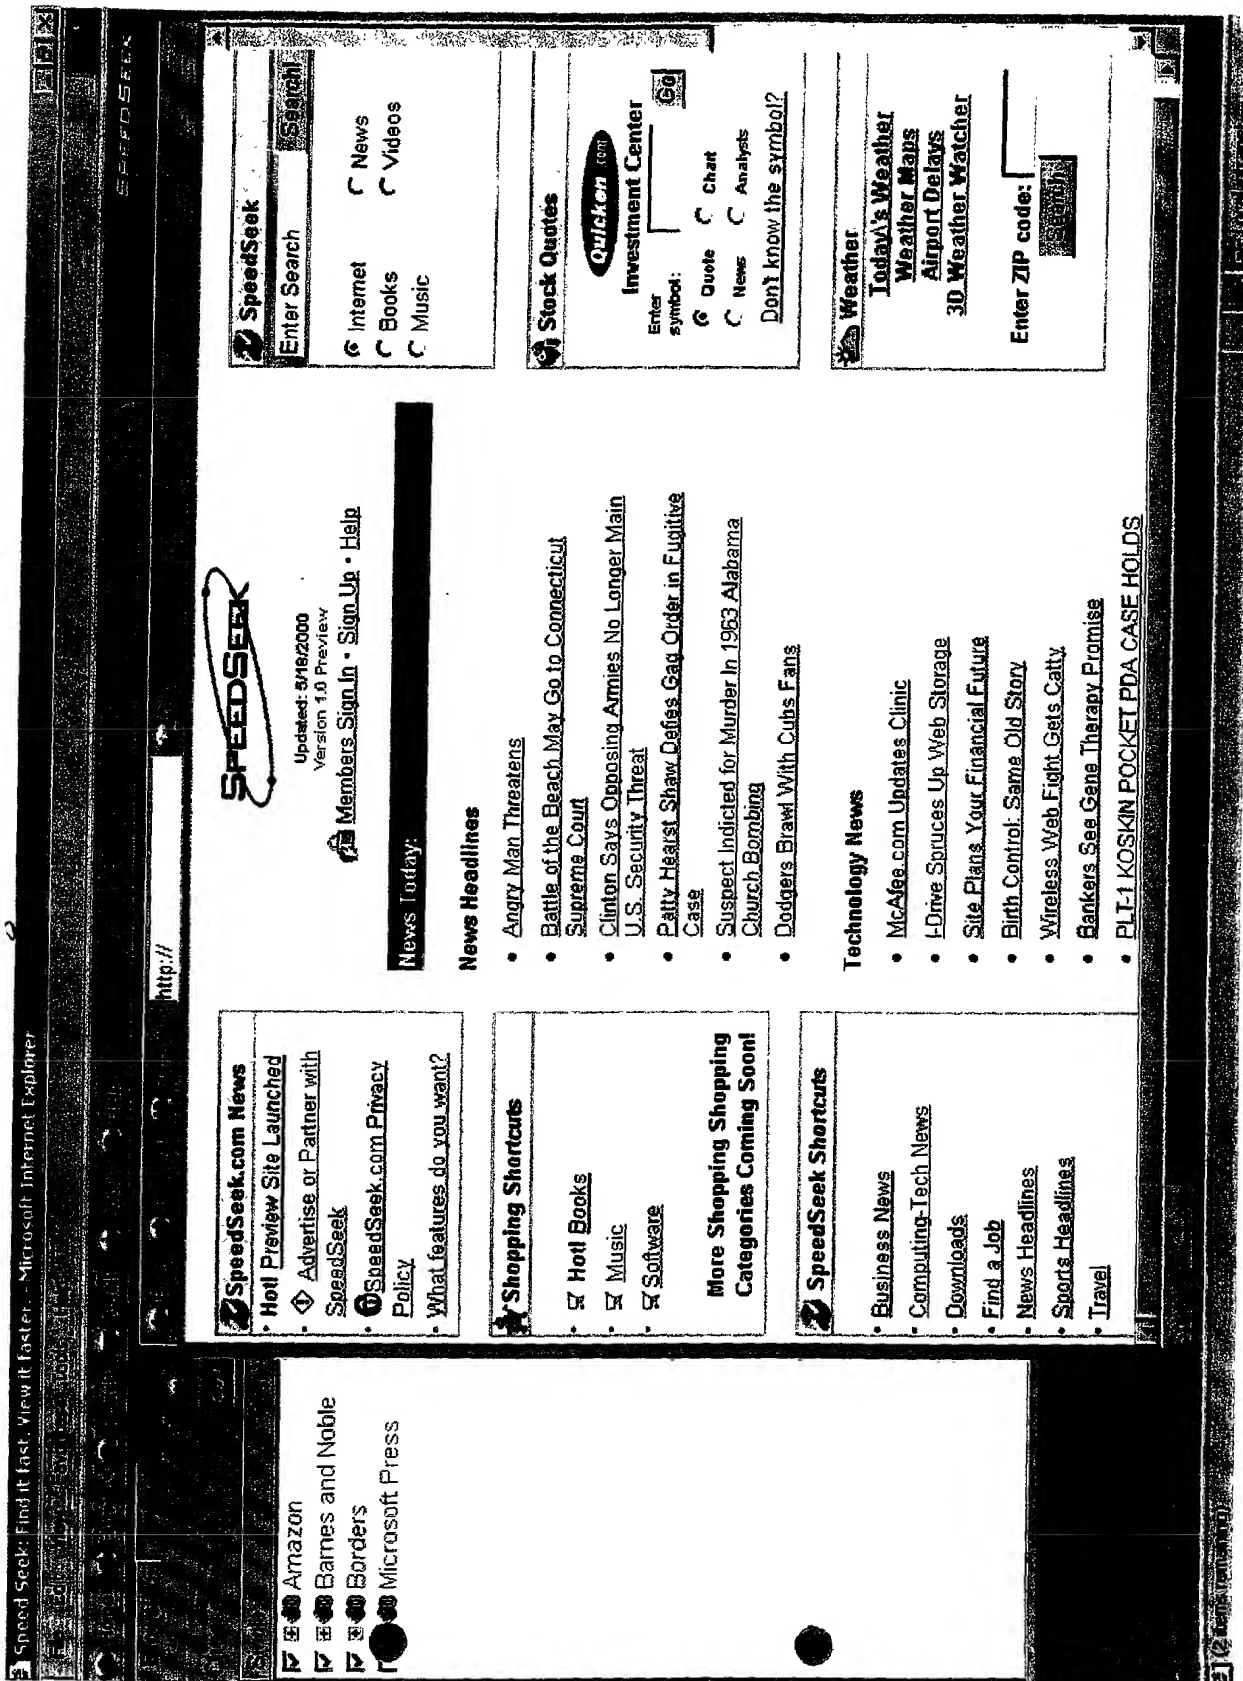 Speed Seek: Find it fast. View it faster. - Microsoft Internet Explorer
SPEEDSEEK
http://
Amazon
Barnes and Noble
Borders
Microsoft Press
SpeedSeek.com News
Hot! Preview Site Launched
Advertise or Partner with
SpeedSeek
SpeedSeek.com Privacy
Policy
What features do you want?
Shopping Shortcuts
Hot! Books
Music
Software
More Shopping Shopping
Categories Coming Soon!
SpeedSeek Shortcuts
• Business News
• Computing-Tech News
• Downloads
• Find a Job
• News Headlines
• Sports Headlines
• Travel
SPEEDSEEK
Updated: 5/18/2000
Version 1.0 Preview
Members Sign In • Sign Up • Help
News Today:
News Headlines
• Angry Man Threatens
• Battle of the Beach May Go to Connecticut
Supreme Court
• Clinton Says Opposing Armies No Longer Main
U.S. Security Threat
• Patty Hearst Shaw Defies Gag Order in Fugitive
Case
• Suspect Indicted for Murder In 1963 Alabama
Church Bombing
• Dodgers Brawl With Cubs Fans
Technology News
• McAfee.com Updates Clinic
• I-Drive Spruces Up Web Storage
• Site Plans Your Financial Future
• Birth Control: Same Old Story
• Wireless Web Fight Gets Catty
• Bankers See Gene Therapy Promise
• PLT-1 KOSKIN POCKET PDA CASE HOLDS
SpeedSeek
Enter Search Search!
Internet News
Books Videos
Music
Stock Quotes
Quicken.com
Investment Center
Enter
symbol: Go
Quote Chart
News Analysts
Don't know the symbol?
Weather
Today\'s Weather
Weather Maps
Airport Delays
3D Weather Watcher
Enter ZIP code:
Search
(2 items remaining)